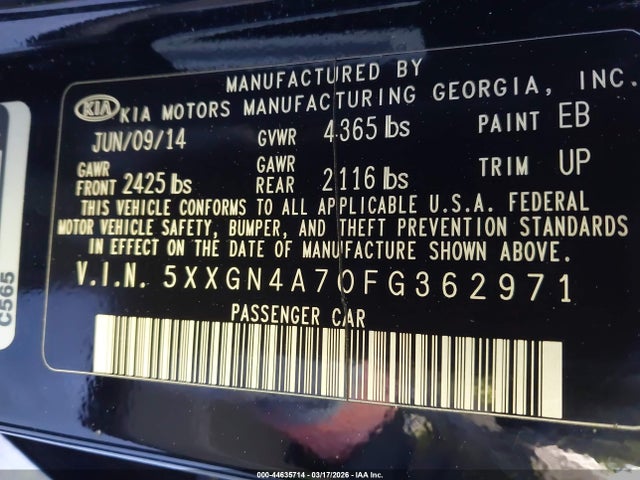 MANUFACTURED BY
KIA KIA MOTORS MANUFACTURING GEORGIA, INC.
JUN/09/14 GVWR 4365 lbs PAINT EB
GAWR FRONT 2425 lbs GAWR REAR 2116 lbs TRIM UP
THIS VEHICLE CONFORMS TO ALL APPLICABLE U.S.A. FEDERAL
MOTOR VEHICLE SAFETY, BUMPER, AND THEFT PREVENTION STANDARDS
IN EFFECT ON THE DATE OF MANUFACTURE SHOWN ABOVE.
V.I.N. 5XXGN4A70FG362971
PASSENGER CAR
C565
000-44635714 - 03/17/2026 - IAA Inc.